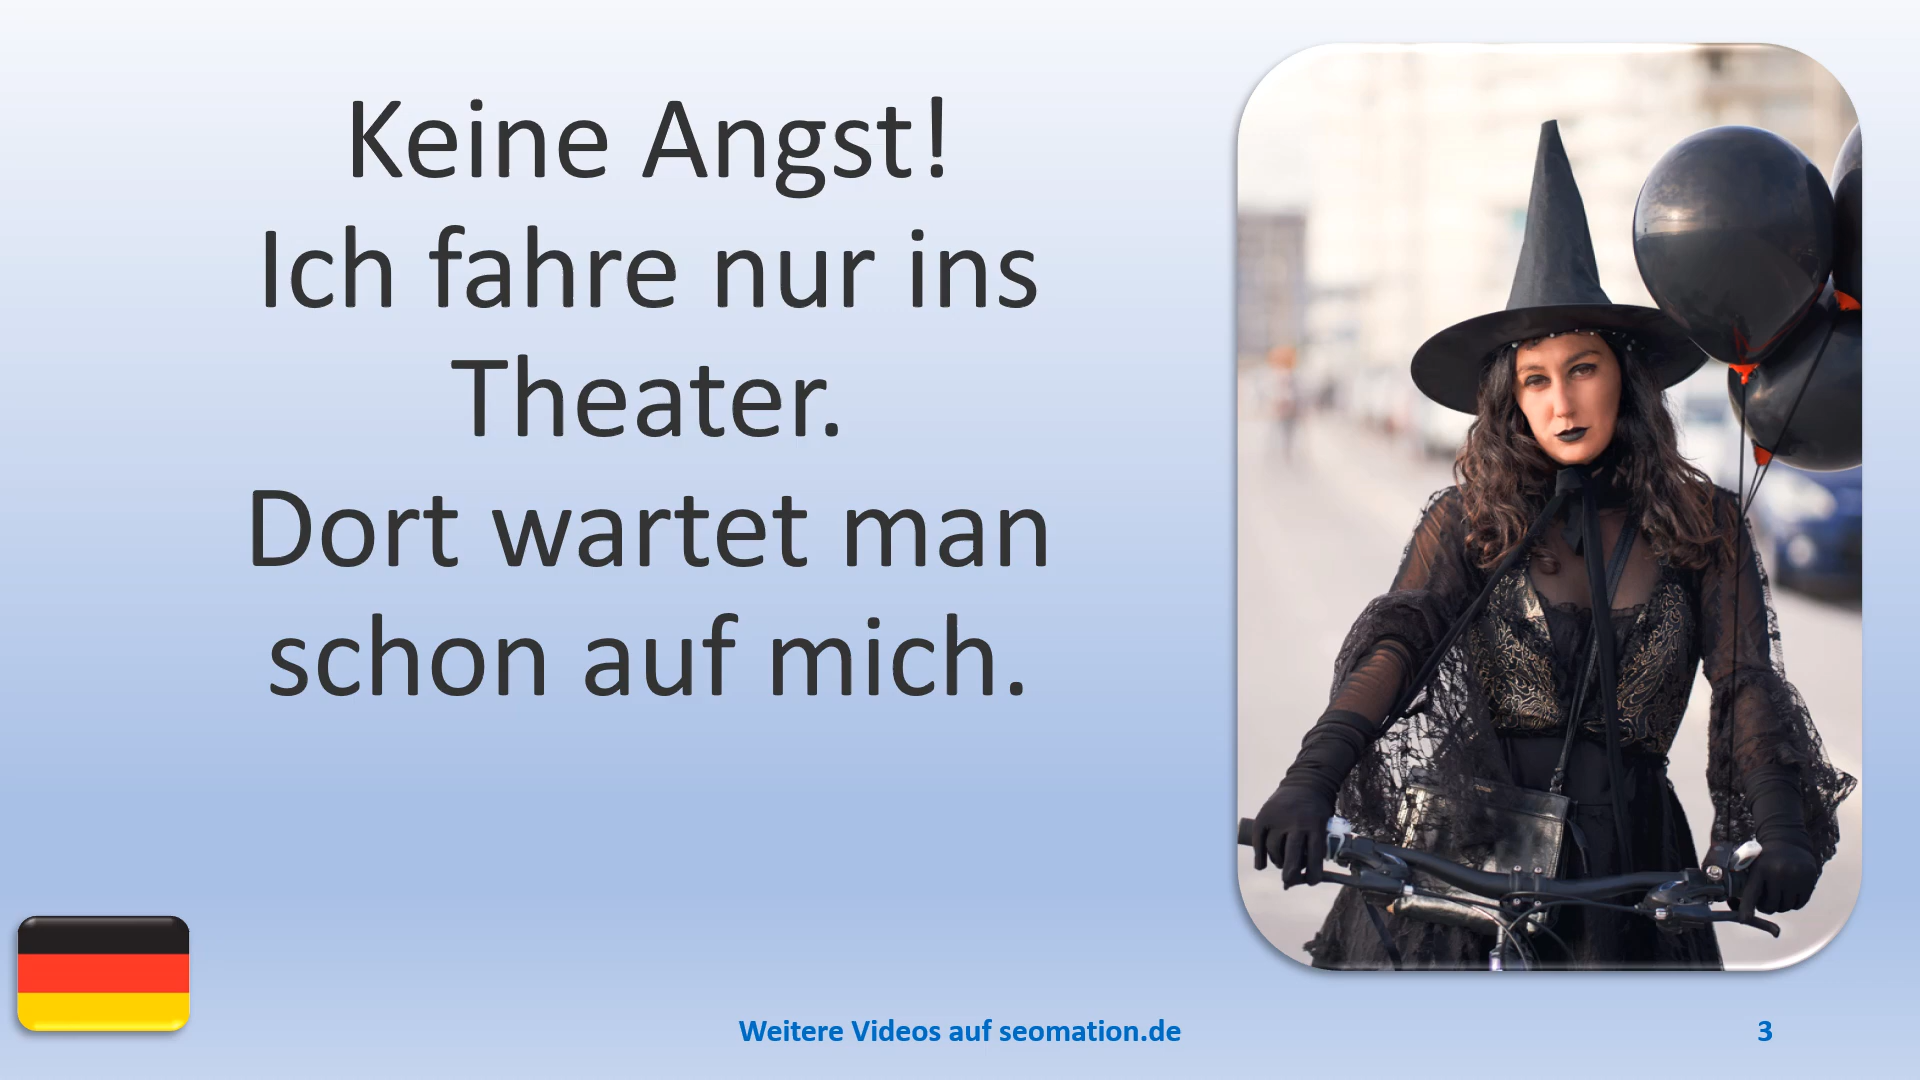 Keine Angst!
Ich fahre nur ins
Theater.
Dort wartet man
schon auf mich.
Weitere Videos auf seomation.de
3